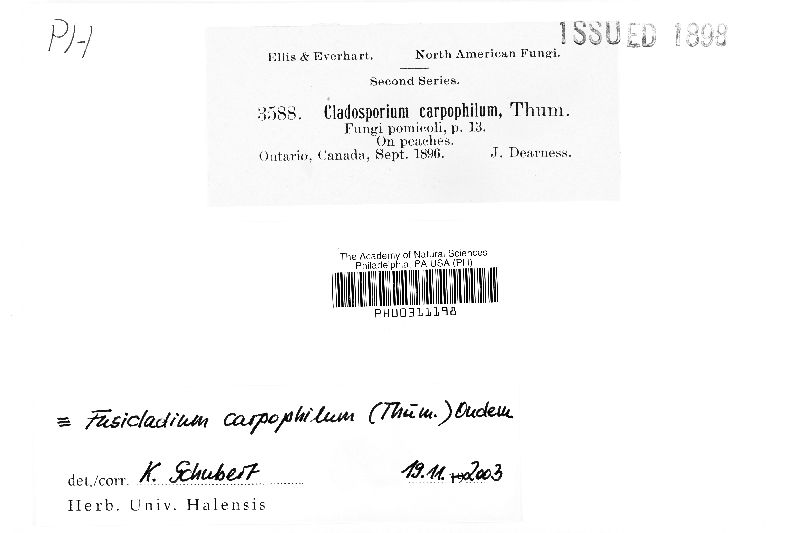 PH
ISSUED 1898
Ellis & Everhart. North American Fungi.
Second Series.
3588. Cladosporium carpophilum, Thum.
Fungi pomicoli, p. 13.
On peaches.
Ontario, Canada, Sept. 1896. J. Dearness.
The Academy of Natural Sciences
Philadelphia, PA USA (PH)
PH00311198
≡ Fusicladium carpophilum (Thüm.) Oudem
det./corr. K. Schubert 19.11.2003
Herb. Univ. Halensis